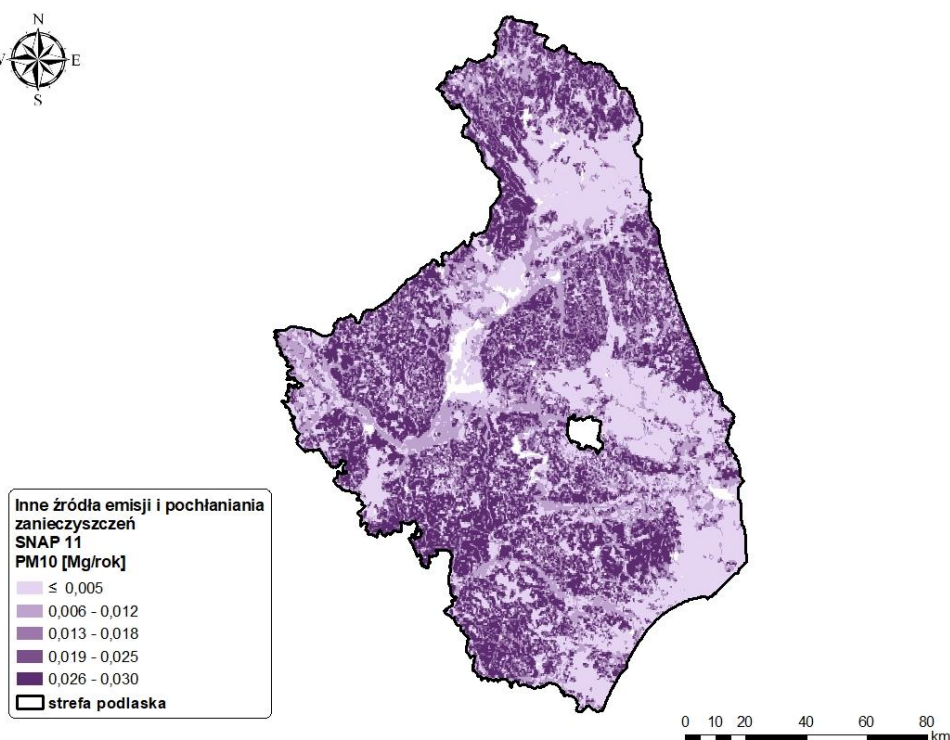 N
E
S
Inne źródła emisji i pochłaniania
zanieczyszczeń
SNAP 11
PM10 [Mg/rok]
≤ 0,005
0,006 - 0,012
0,013 - 0,018
0,019 - 0,025
0,026 - 0,030
strefa podlaska
0 10 20 40 60 80
km